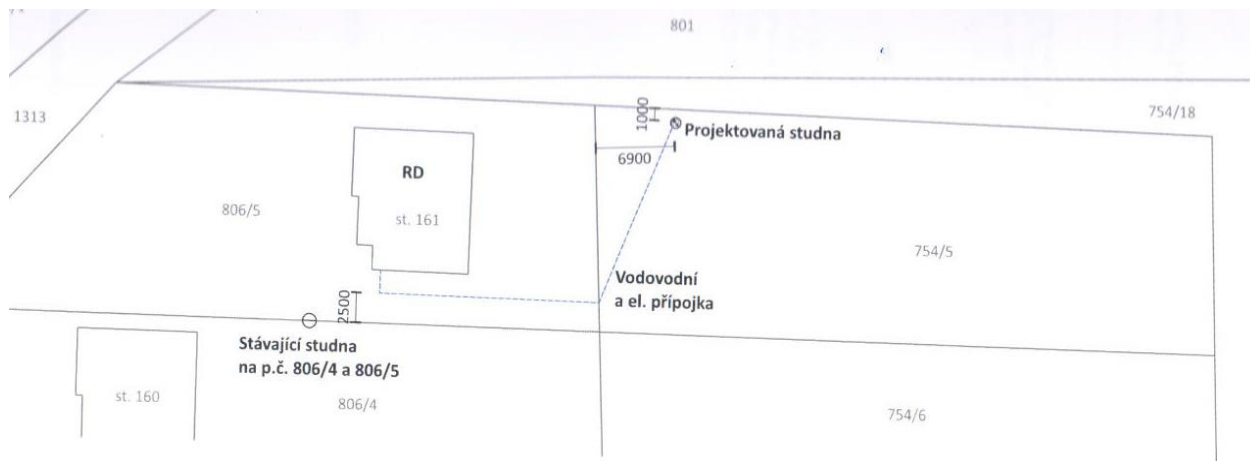 801
1313
754/18
1000
Projektovaná studna
6900
RD
806/5
st. 161
754/5
Vodovodní
a el. přípojka
2500
Stávající studna
na p.č. 806/4 a 806/5
st. 160
806/4
754/6